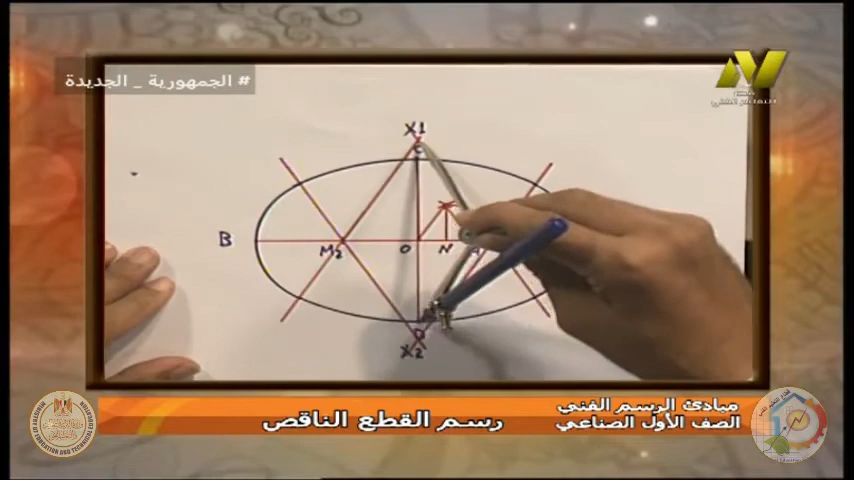 # الجمهورية _ الجديدة
X1
C
B
M2
O
N
D
X2
مبادئ الرسم الفني
الصف الأول الصناعي
رسم القطع الناقص